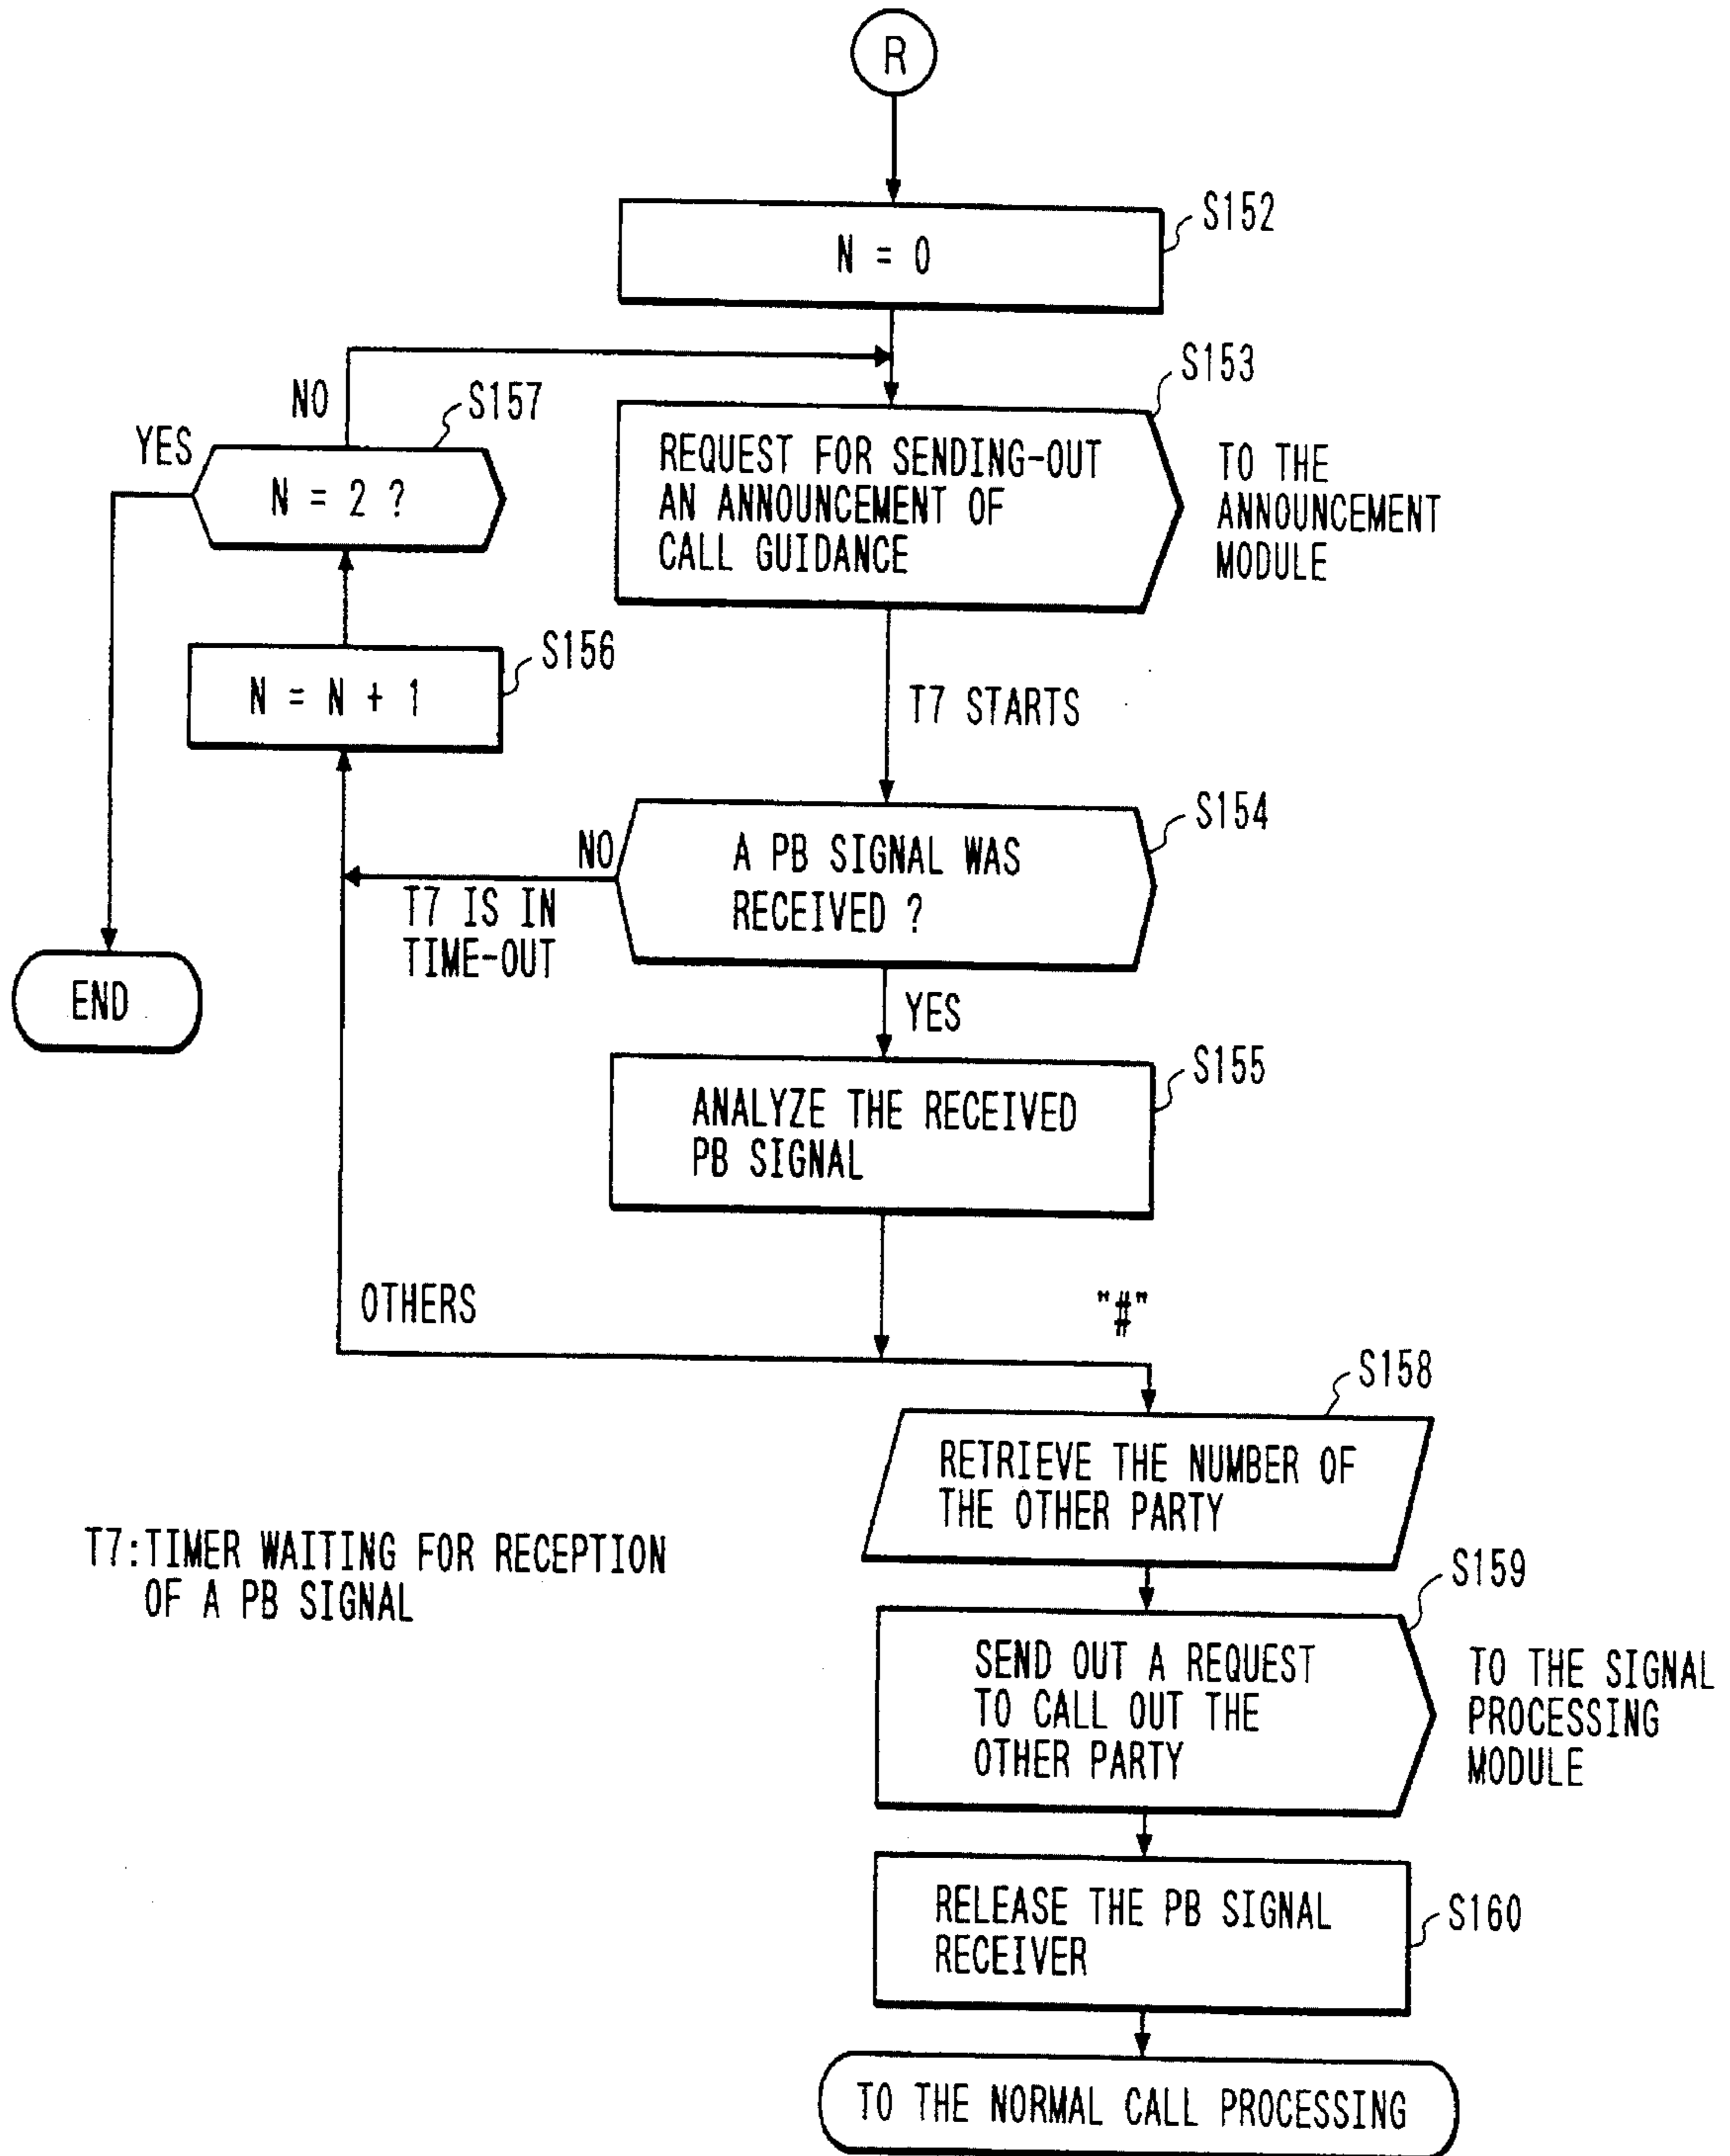 R
S152
N = 0
S153
NO
S157
YES
N = 2 ?
REQUEST FOR SENDING-OUT
AN ANNOUNCEMENT OF
CALL GUIDANCE
TO THE
ANNOUNCEMENT
MODULE
S156
N = N + 1
T7 STARTS
S154
NO
A PB SIGNAL WAS
RECEIVED ?
T7 IS IN
TIME-OUT
END
YES
S155
ANALYZE THE RECEIVED
PB SIGNAL
OTHERS
"#"
S158
RETRIEVE THE NUMBER OF
THE OTHER PARTY
T7:TIMER WAITING FOR RECEPTION
OF A PB SIGNAL
S159
SEND OUT A REQUEST
TO CALL OUT THE
OTHER PARTY
TO THE SIGNAL
PROCESSING
MODULE
RELEASE THE PB SIGNAL
RECEIVER
S160
TO THE NORMAL CALL PROCESSING